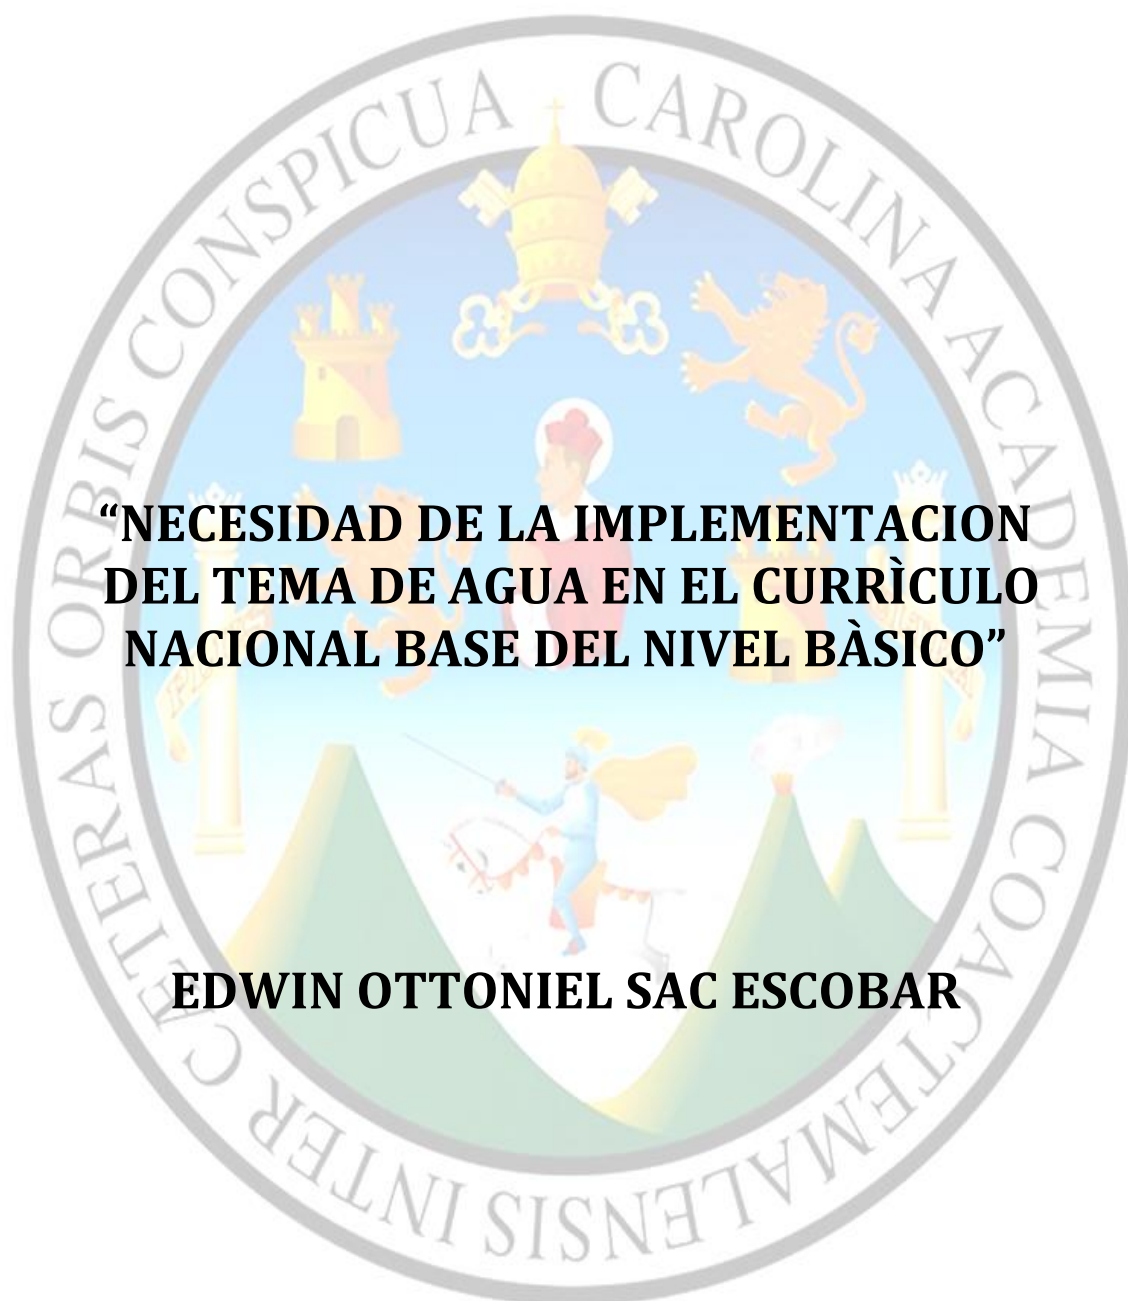 CAROLINA ACADEMIA COACTEMALENSIS INTER CÆTERAS ORBIS CONSPICUA
“NECESIDAD DE LA IMPLEMENTACION
DEL TEMA DE AGUA EN EL CURRÌCULO
NACIONAL BASE DEL NIVEL BÀSICO”
EDWIN OTTONIEL SAC ESCOBAR